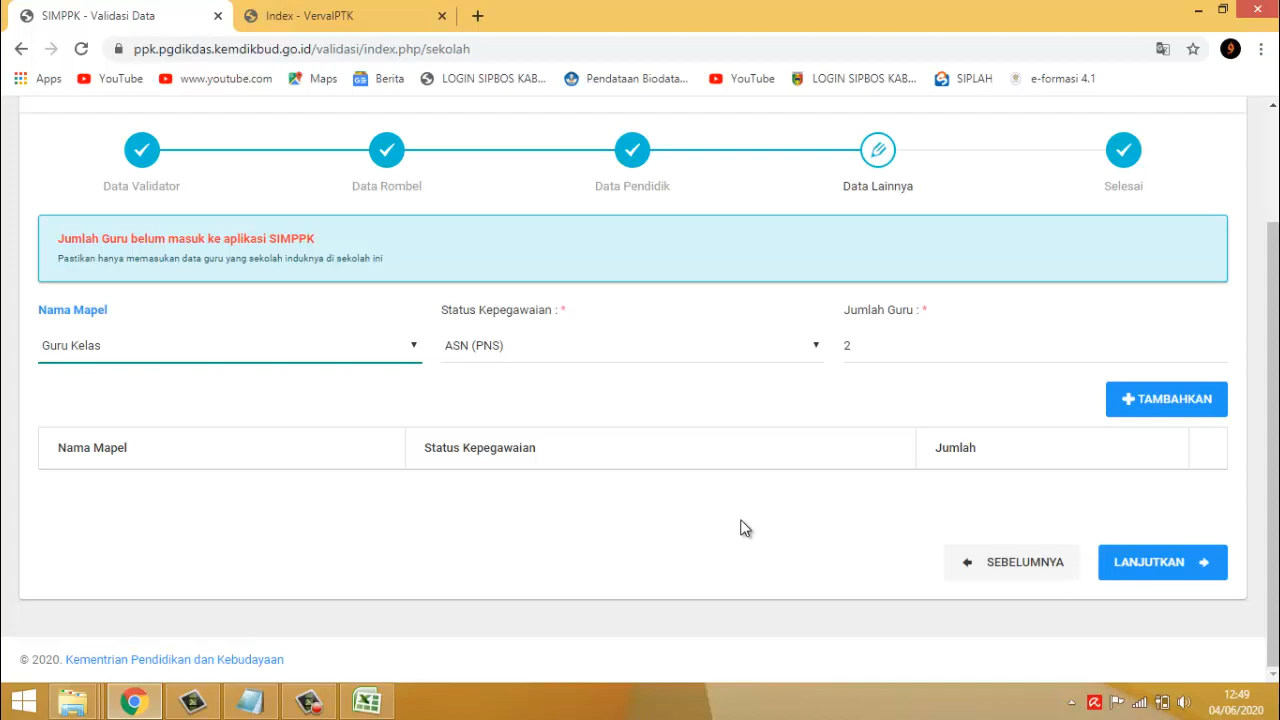 SIMPPK - Validasi Data
Index - VervalPTK
ppk.pgdikdas.kemdikbud.go.id/validasi/index.php/sekolah
Apps
YouTube
www.youtube.com
Maps
Berita
LOGIN SIPBOS KAB...
Pendataan Biodata...
YouTube
LOGIN SIPBOS KAB...
SIPLAH
e-formasi 4.1
Data Validator
Data Rombel
Data Pendidik
Data Lainnya
Selesai
Jumlah Guru belum masuk ke aplikasi SIMPPK
Pastikan hanya memasukan data guru yang sekolah induknya di sekolah ini
Nama Mapel
Status Kepegawaian : *
Jumlah Guru : *
Guru Kelas
ASN (PNS)
2
TAMBAHKAN
Nama Mapel
Status Kepegawaian
Jumlah
SEBELUMNYA
LANJUTKAN
© 2020. Kementrian Pendidikan dan Kebudayaan
12:49
04/06/2020